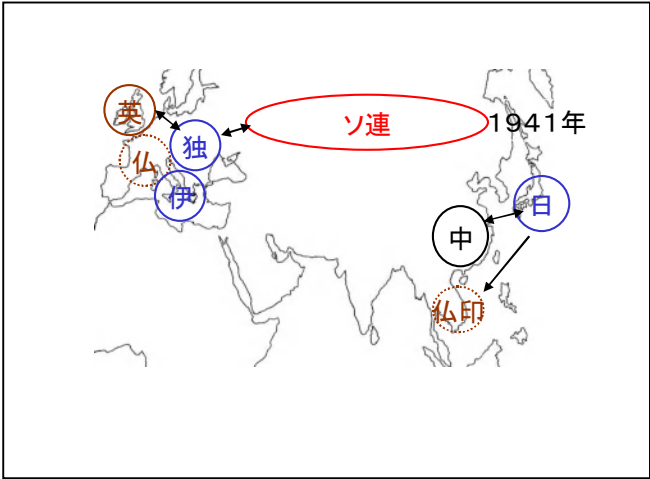 英
ソ連
1941年
独
仏
伊
日
中
仏印